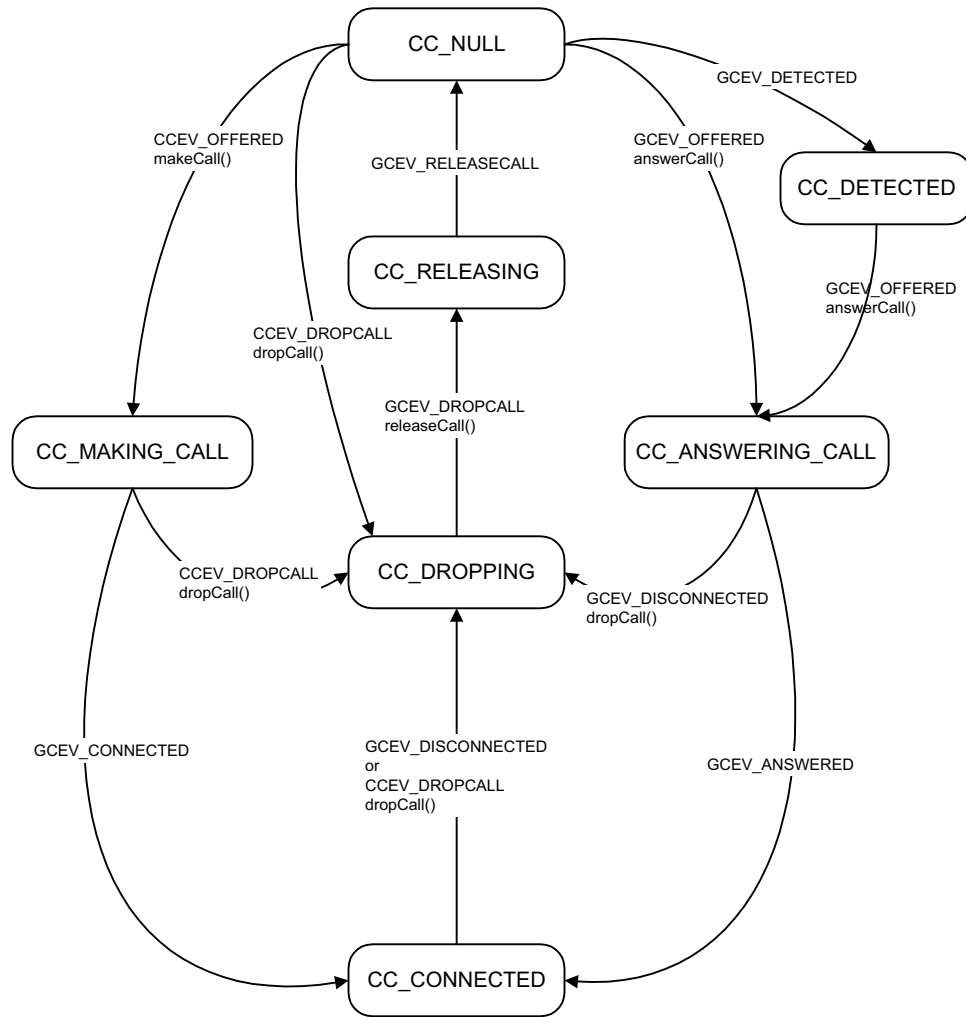 CC_NULL
GCEV_DETECTED
CCEV_OFFERED
makeCall()
GCEV_OFFERED
answerCall()
GCEV_RELEASECALL
CC_DETECTED
CC_RELEASING
GCEV_OFFERED
answerCall()
CCEV_DROPCALL
dropCall()
GCEV_DROPCALL
releaseCall()
CC_MAKING_CALL
CC_ANSWERING_CALL
CCEV_DROPCALL
dropCall()
CC_DROPPING
GCEV_DISCONNECTED
dropCall()
GCEV_CONNECTED
GCEV_DISCONNECTED
or
CCEV_DROPCALL
dropCall()
GCEV_ANSWERED
CC_CONNECTED